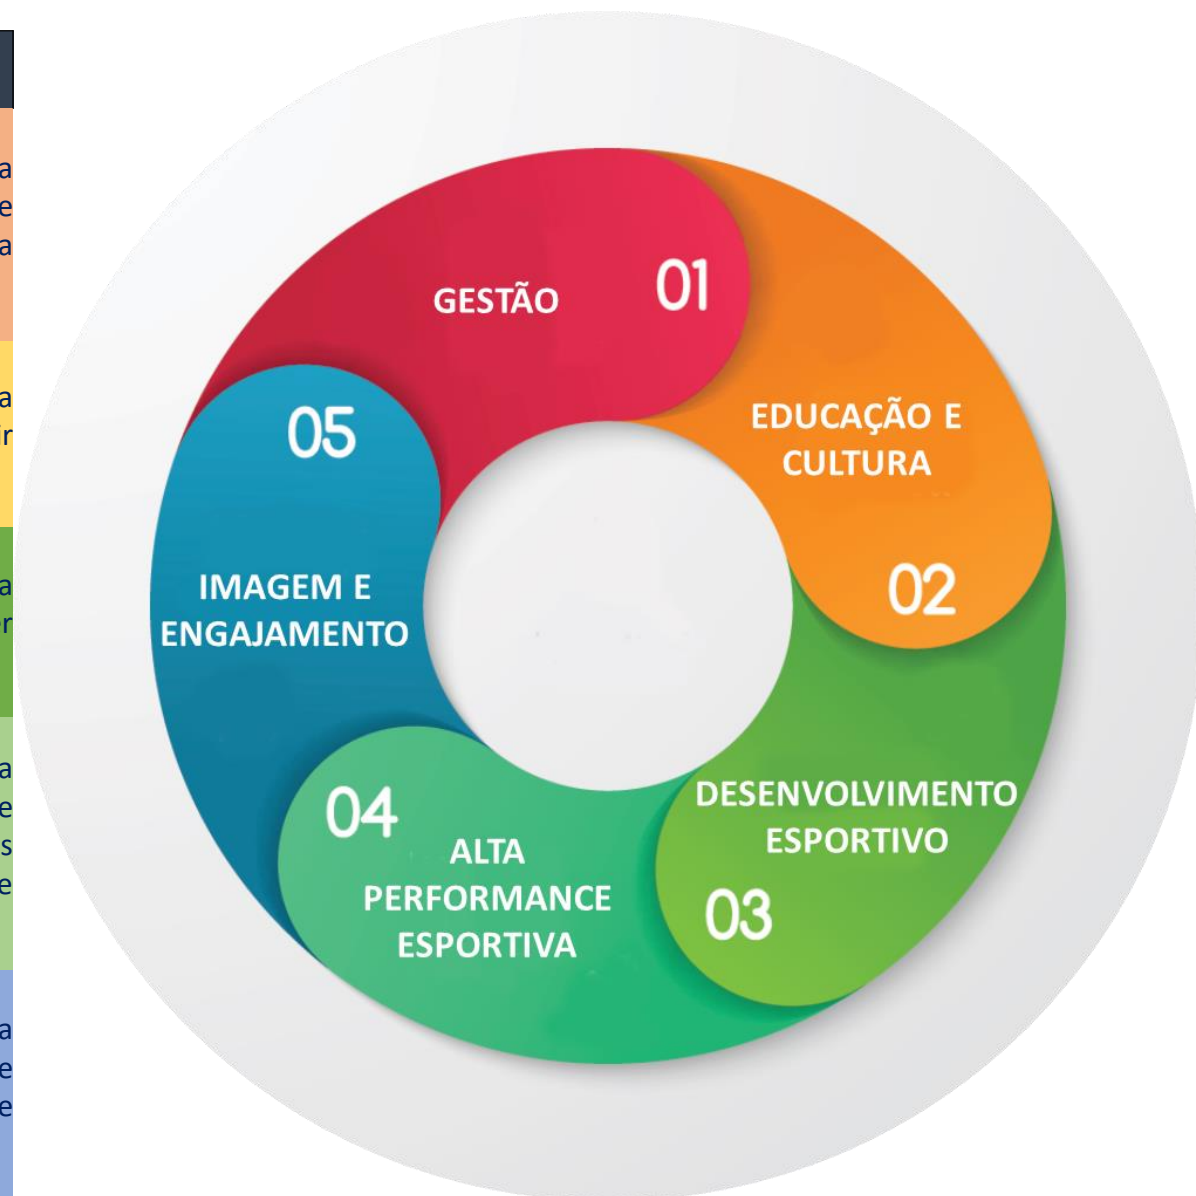 01
GESTÃO
EDUCAÇÃO E
CULTURA
02
DESENVOLVIMENTO
ESPORTIVO
03
04
ALTA
PERFORMANCE
ESPORTIVA
05
IMAGEM E
ENGAJAMENTO